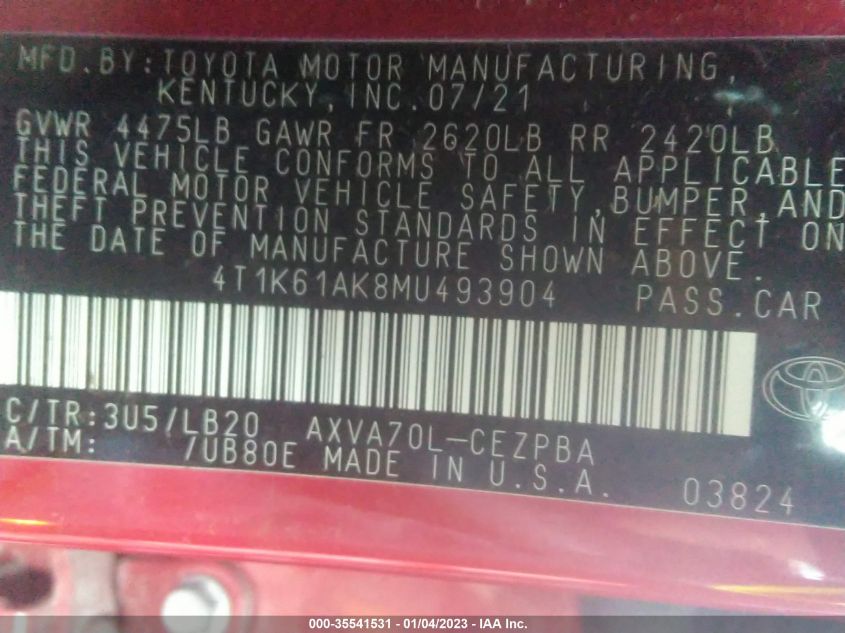 MFD. BY: TOYOTA MOTOR MANUFACTURING,
KENTUCKY, INC. 07/21
GVWR 4475LB GAWR FR 2620LB RR 2420LB
THIS VEHICLE CONFORMS TO ALL APPLICABLE
FEDERAL MOTOR VEHICLE SAFETY, BUMPER, AND
THEFT PREVENTION STANDARDS IN EFFECT ON
THE DATE OF MANUFACTURE SHOWN ABOVE.
4T1K61AK8MU493904 PASS. CAR
C/TR: 3U5/LB20 AXVA70L-CEZPBA
A/TM: /UB80E MADE IN U.S.A. 03824
000-35541531 - 01/04/2023 - IAA Inc.